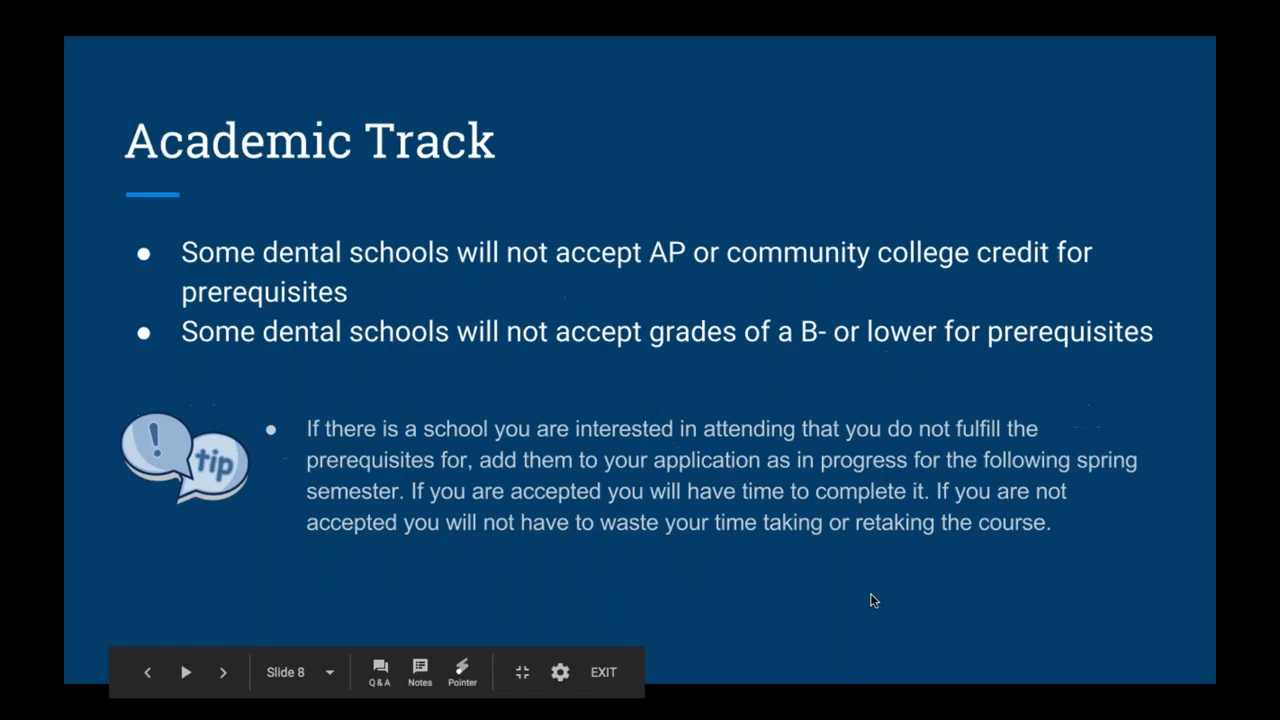 Academic Track
● Some dental schools will not accept AP or community college credit for
prerequisites
● Some dental schools will not accept grades of a B- or lower for prerequisites
! tip
● If there is a school you are interested in attending that you do not fulfill the
prerequisites for, add them to your application as in progress for the following spring
semester. If you are accepted you will have time to complete it. If you are not
accepted you will not have to waste your time taking or retaking the course.
Slide 8
Q&A Notes Pointer
EXIT